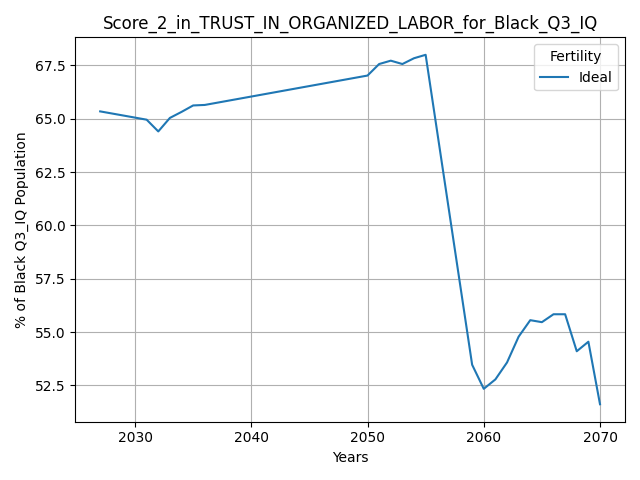 Score_2_in_TRUST_IN_ORGANIZED_LABOR_for_Black_Q3_IQ
Fertility
Ideal
% of Black Q3_IQ Population
67.5
65.0
62.5
60.0
57.5
55.0
52.5
2030
2040
2050
2060
2070
Years